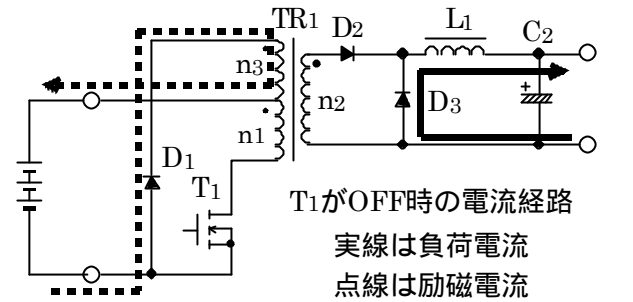 TR1
D2
L1
C2
n3
n2
D3
n1
D1
T1
+
T1がOFF時の電流経路
実線は負荷電流
点線は励磁電流